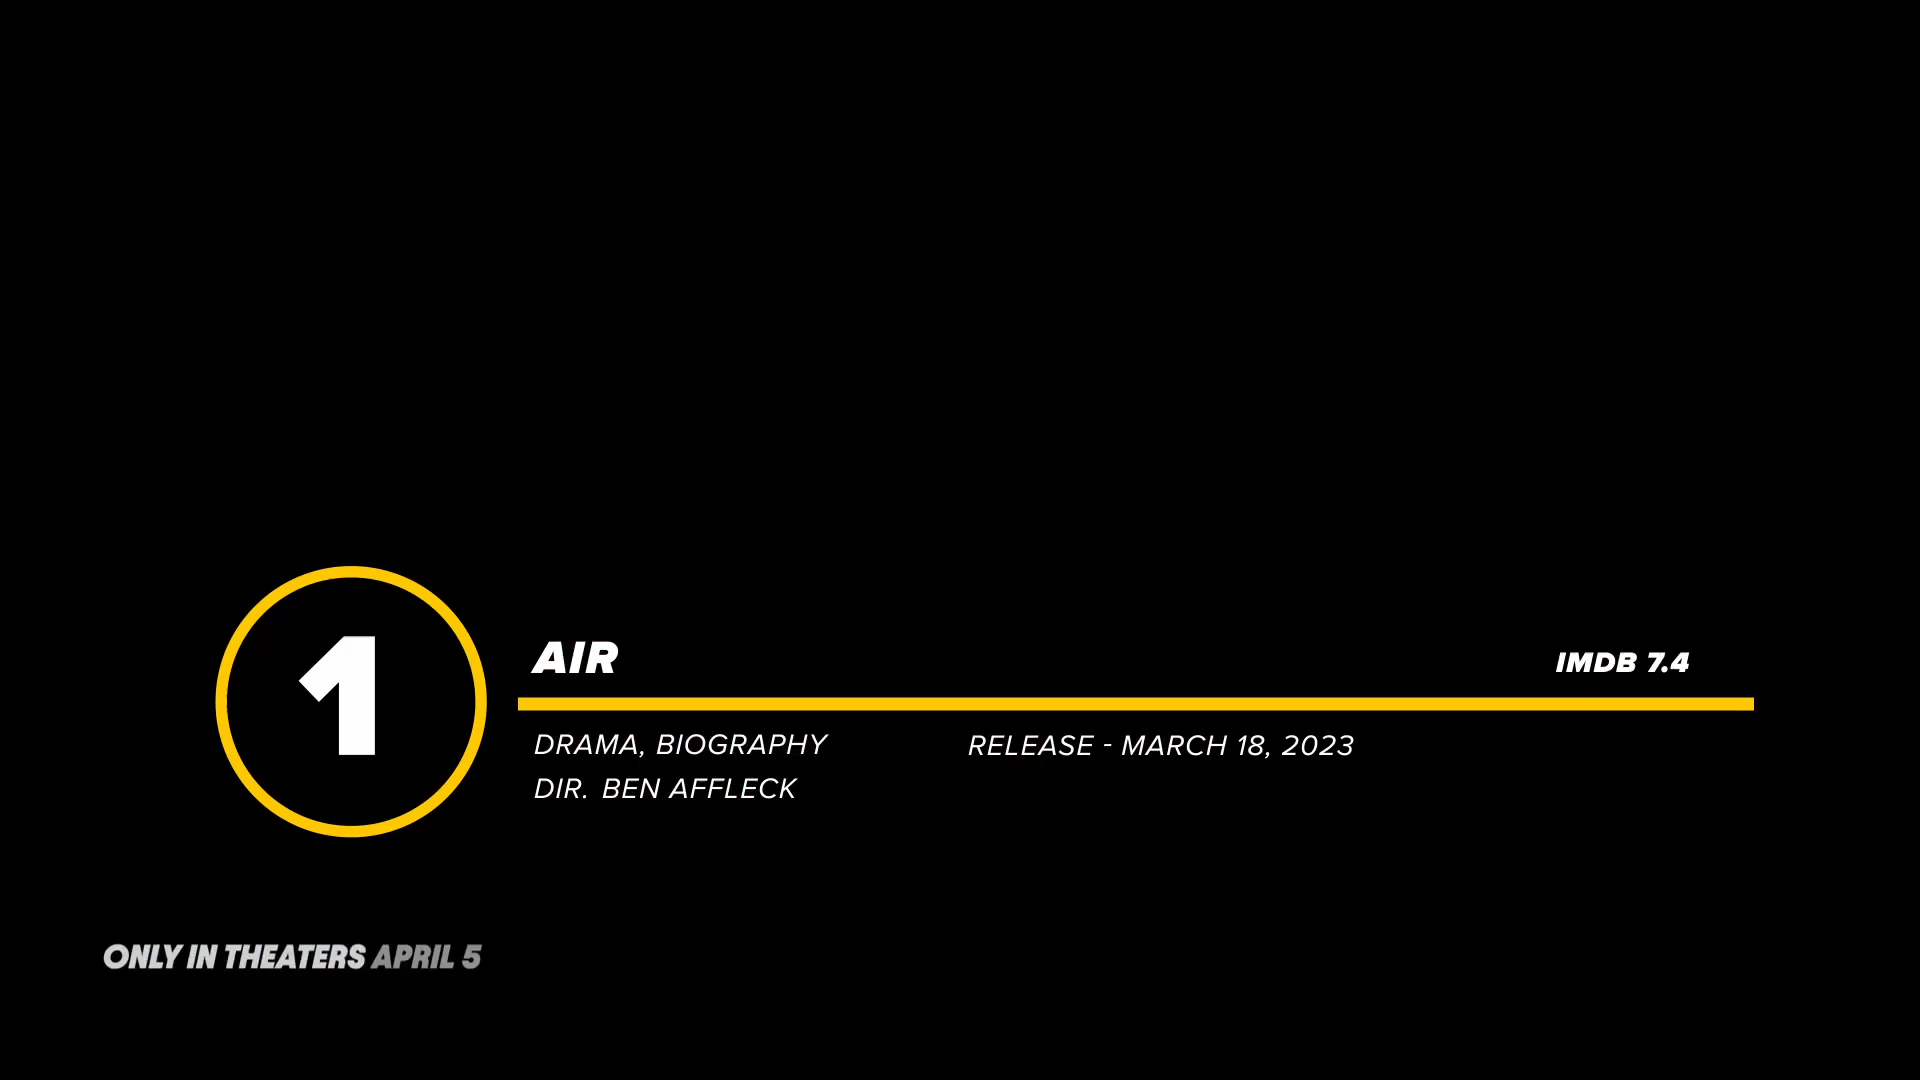 1
AIR
IMDB 7.4
DRAMA, BIOGRAPHY
RELEASE - MARCH 18, 2023
DIR. BEN AFFLECK
ONLY IN THEATERS APRIL 5